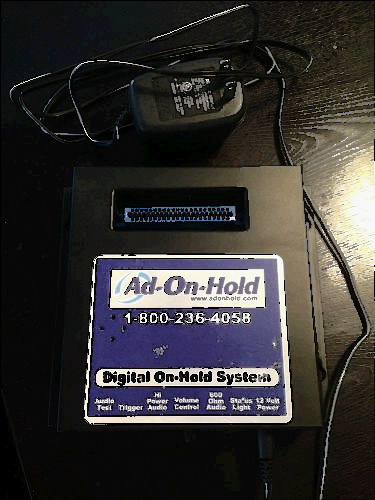 Ad-On-Hold
www.adonhold.com
1-800-236-4058
Digital On-Hold System
Audio Test Trigger Hi Power Audio Volume Control 600 Ohm Audio Status Light 12 Volt Power